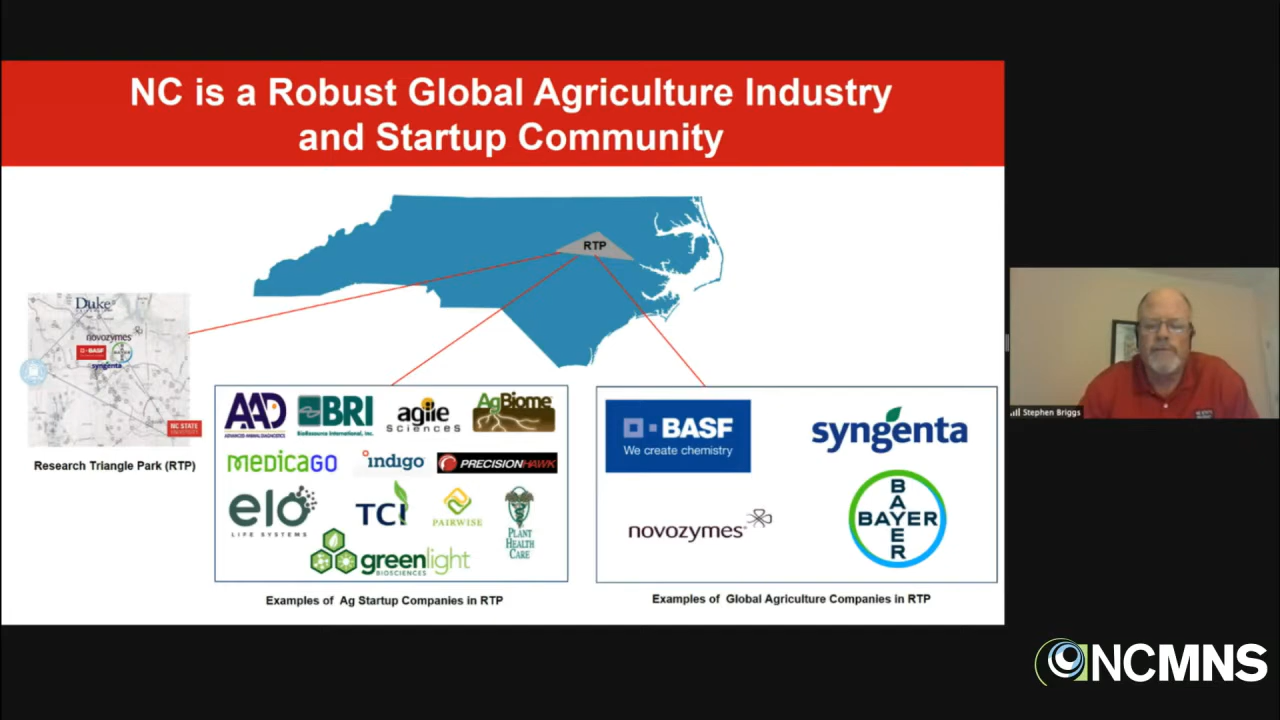 NC is a Robust Global Agriculture Industry
and Startup Community
RTP
Duke
novozymes
BASF
BAYER
syngenta
NC STATE
UNIVERSITY
Research Triangle Park (RTP)
AAD
ADVANCED ANIMAL DIAGNOSTICS
BRI
BioResource International, Inc.
agile
SCIENCES
AgBiome
MEDICAGO
indigo
PRECISIONHAWK
elo
LIFE SYSTEMS
TCI
PAIRWISE
PLANT
HEALTH
CARE
greenlight
BIOSCIENCES
Examples of Ag Startup Companies in RTP
BASF
We create chemistry
syngenta
novozymes
BAYER
BAYER
Examples of Global Agriculture Companies in RTP
Stephen Briggs
NCMNS